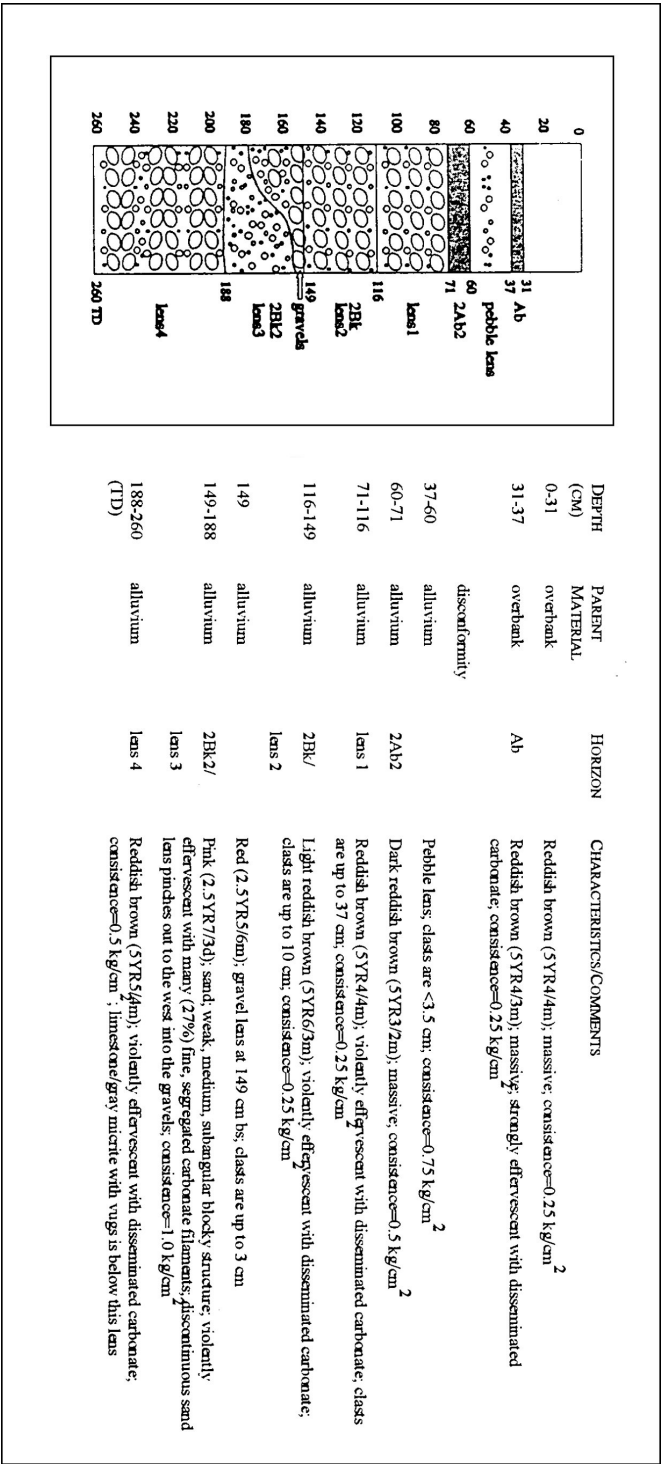 0
20
40
60
80
100
120
140
160
180
200
220
240
260
31
Ab
37
pebble lens
60
2Ab2
71
lens1
116
2Bk
lens2
149
gravels
2Bk2
lens3
188
lens4
260 TD
DEPTH (CM) PARENT MATERIAL HORIZON CHARACTERISTICS/COMMENTS
0-31 overbank Reddish brown (5YR4/4m); massive; consistence=0.25 kg/cm²
31-37 overbank Ab Reddish brown (5YR4/3m); massive; strongly effervescent with disseminated
carbonate; consistence=0.25 kg/cm²
disconformity
37-60 alluvium Pebble lens; clasts are <3.5 cm; consistence=0.75 kg/cm²
60-71 alluvium 2Ab2 Dark reddish brown (5YR3/2m); massive; consistence=0.5 kg/cm²
71-116 alluvium lens 1 Reddish brown (5YR4/4m); violently effervescent with disseminated carbonate; clasts
are up to 37 cm; consistence=0.25 kg/cm²
116-149 alluvium 2Bk/ Light reddish brown (5YR6/3m); violently effervescent with disseminated carbonate;
lens 2 clasts are up to 10 cm; consistence=0.25 kg/cm²
149 alluvium Red (2.5YR5/6m); gravel lens at 149 cm bs; clasts are up to 3 cm
149-188 alluvium 2Bk2/ Pink (2.5YR7/3d); sand; weak, medium, subangular blocky structure; violently
lens 3 effervescent with many (27%) fine, segregated carbonate filaments; discontinuous sand
lens pinches out to the west into the gravels; consistence=1.0 kg/cm²
188-260 alluvium lens 4 Reddish brown (5YR5/4m); violently effervescent with disseminated carbonate;
(TD) consistence=0.5 kg/cm²; limestone/gray micrite with vugs is below this lens